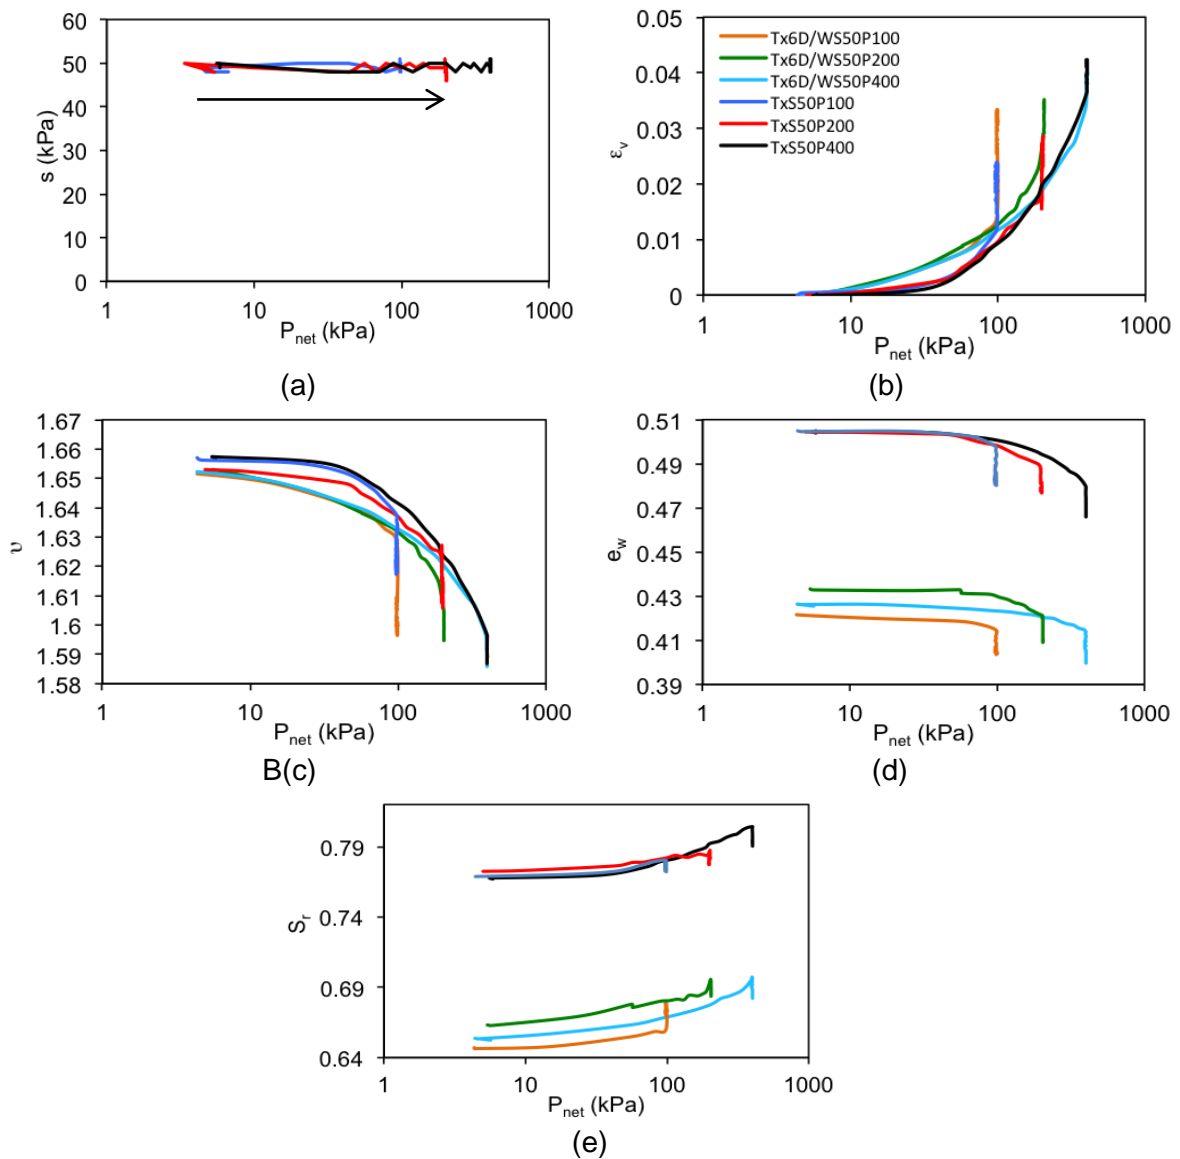 60
50
40
30
20
10
0
s (kPa)
1 10 100 1000
P_net (kPa)
(a)
0.05
0.04
0.03
0.02
0.01
0
ε_v
Tx6D/WS50P100
Tx6D/WS50P200
Tx6D/WS50P400
TxS50P100
TxS50P200
TxS50P400
1 10 100 1000
P_net (kPa)
(b)
1.67
1.66
1.65
1.64
1.63
1.62
1.61
1.6
1.59
1.58
υ
1 10 100 1000
P_net (kPa)
B(c)
0.51
0.49
0.47
0.45
0.43
0.41
0.39
e_w
1 10 100 1000
P_net (kPa)
(d)
0.79
0.74
0.69
0.64
S_r
1 10 100 1000
P_net (kPa)
(e)